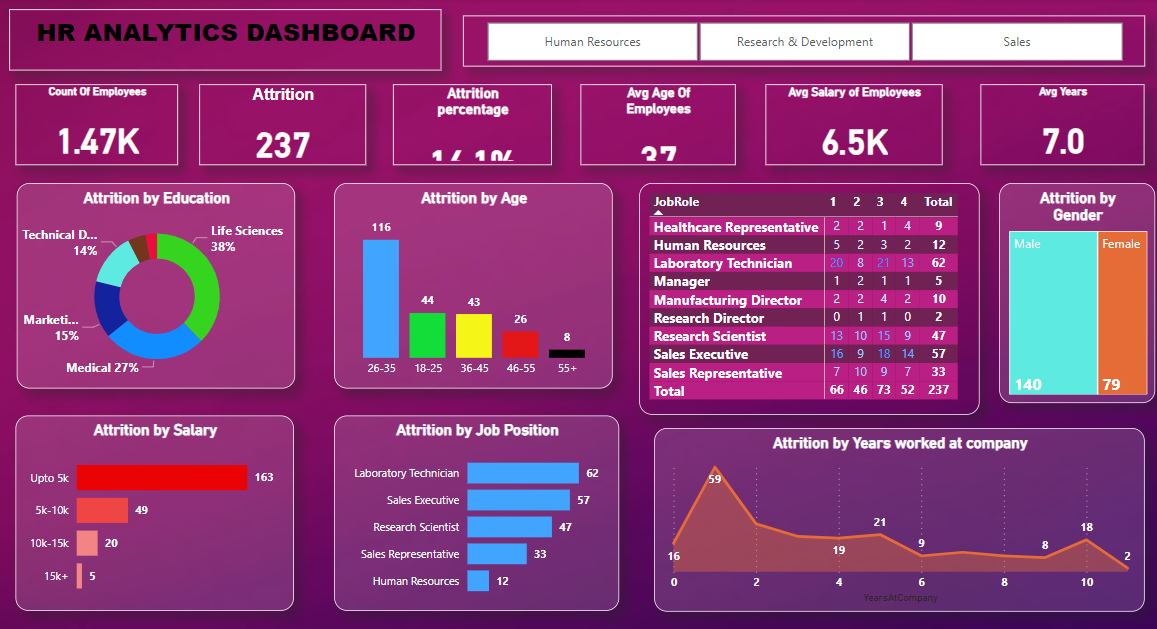 HR ANALYTICS DASHBOARD
Human Resources
Research & Development
Sales
Count Of Employees
1.47K
Attrition
237
Attrition
percentage
Avg Age Of
Employees
37
Avg Salary of Employees
6.5K
Avg Years
7.0
Attrition by Education
Life Sciences
38%
Technical D...
14%
Marketi...
15%
Medical 27%
Attrition by Age
116
44
43
26
8
26-35 18-25 36-45 46-55 55+
JobRole 1 2 3 4 Total
Healthcare Representative 2 2 1 4 9
Human Resources 5 2 3 2 12
Laboratory Technician 20 8 21 13 62
Manager 1 2 1 1 5
Manufacturing Director 2 2 4 2 10
Research Director 0 1 1 0 2
Research Scientist 13 10 15 9 47
Sales Executive 16 9 18 14 57
Sales Representative 7 10 9 7 33
Total 66 46 73 52 237
Attrition by
Gender
Male Female
140 79
Attrition by Salary
Upto 5k 163
5k-10k 49
10k-15k 20
15k+ 5
Attrition by Job Position
Laboratory Technician 62
Sales Executive 57
Research Scientist 47
Sales Representative 33
Human Resources 12
Attrition by Years worked at company
59
16
19
21
9
8
18
2
0 2 4 6 8 10
YearsAtCompany